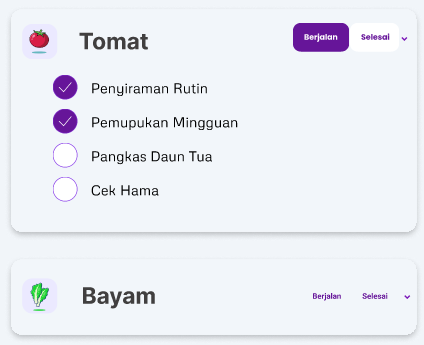 Tomat
Berjalan
Selesai
Penyiraman Rutin
Pemupukan Mingguan
Pangkas Daun Tua
Cek Hama
Bayam
Berjalan
Selesai